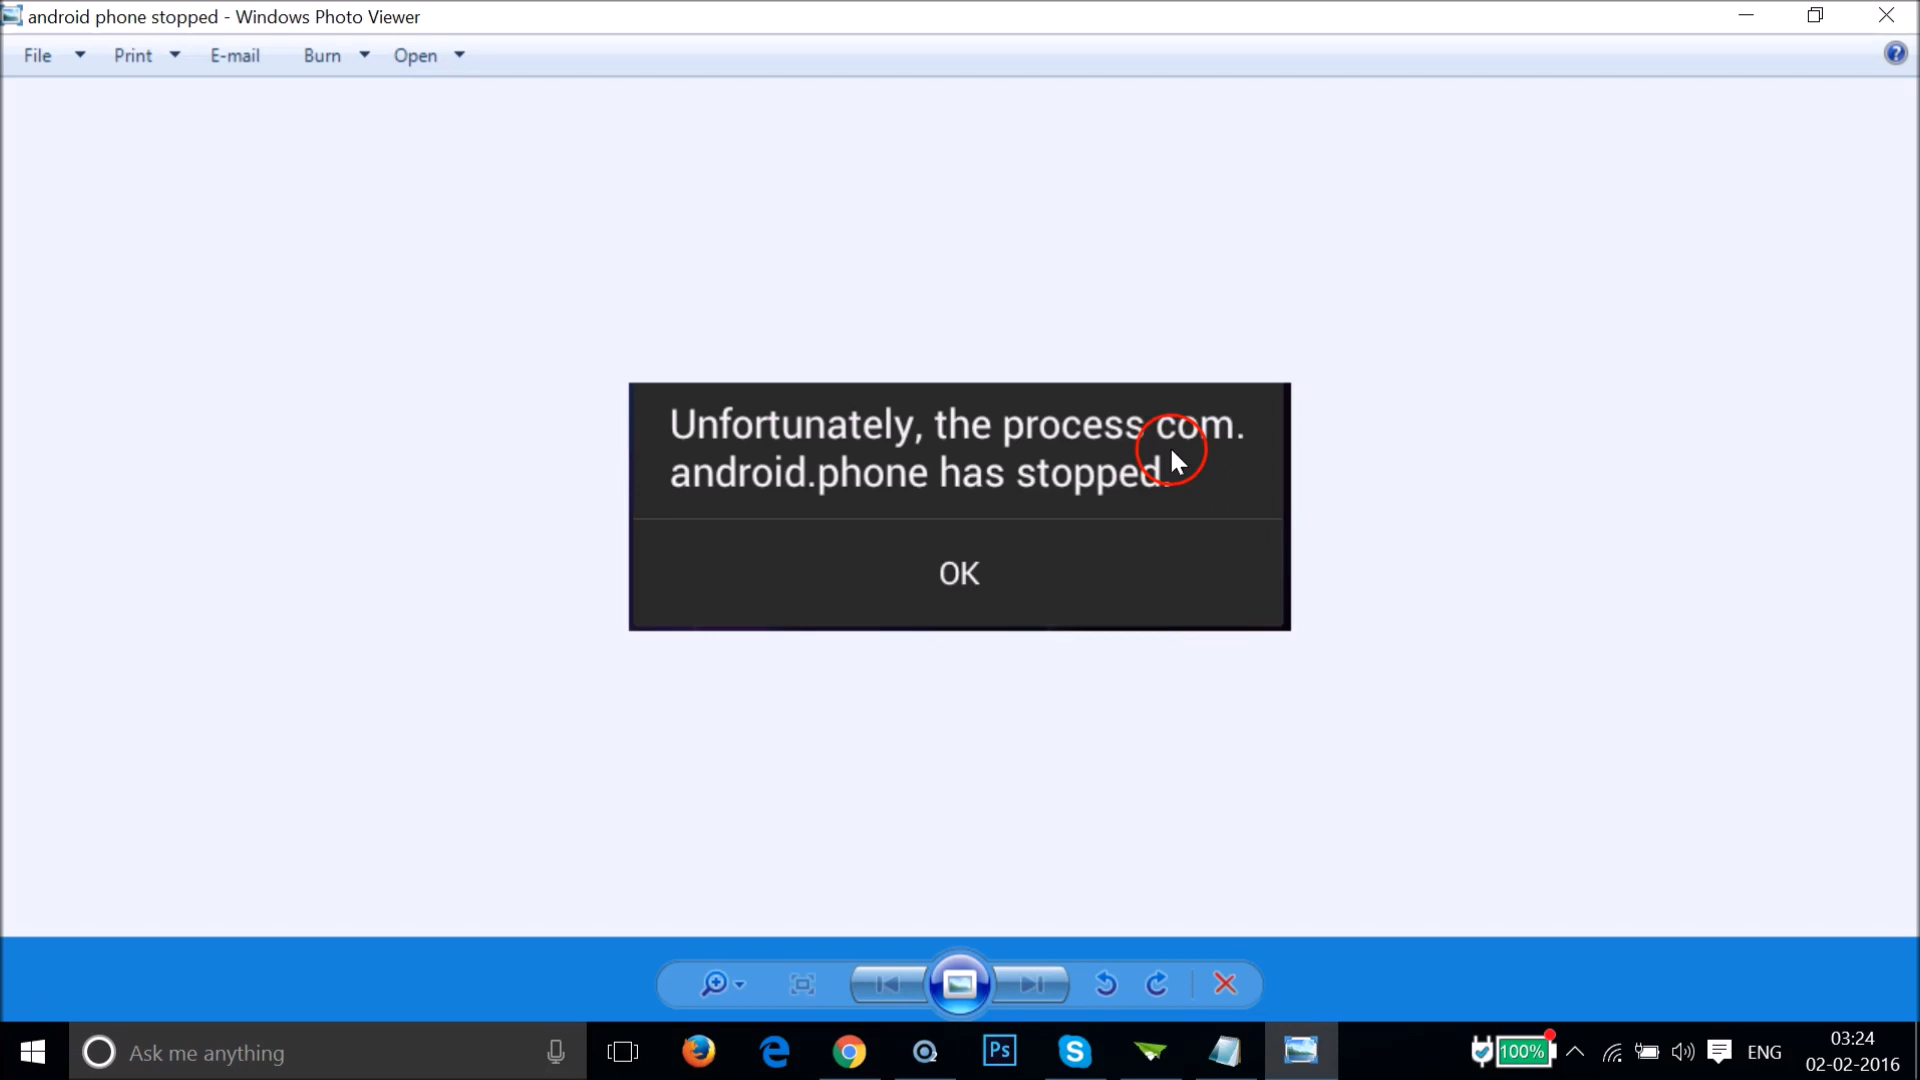 android phone stopped - Windows Photo Viewer
File Print E-mail Burn Open
Unfortunately, the process com.
android.phone has stopped.
OK
Ask me anything
Ps
100%
ENG
03:24
02-02-2016